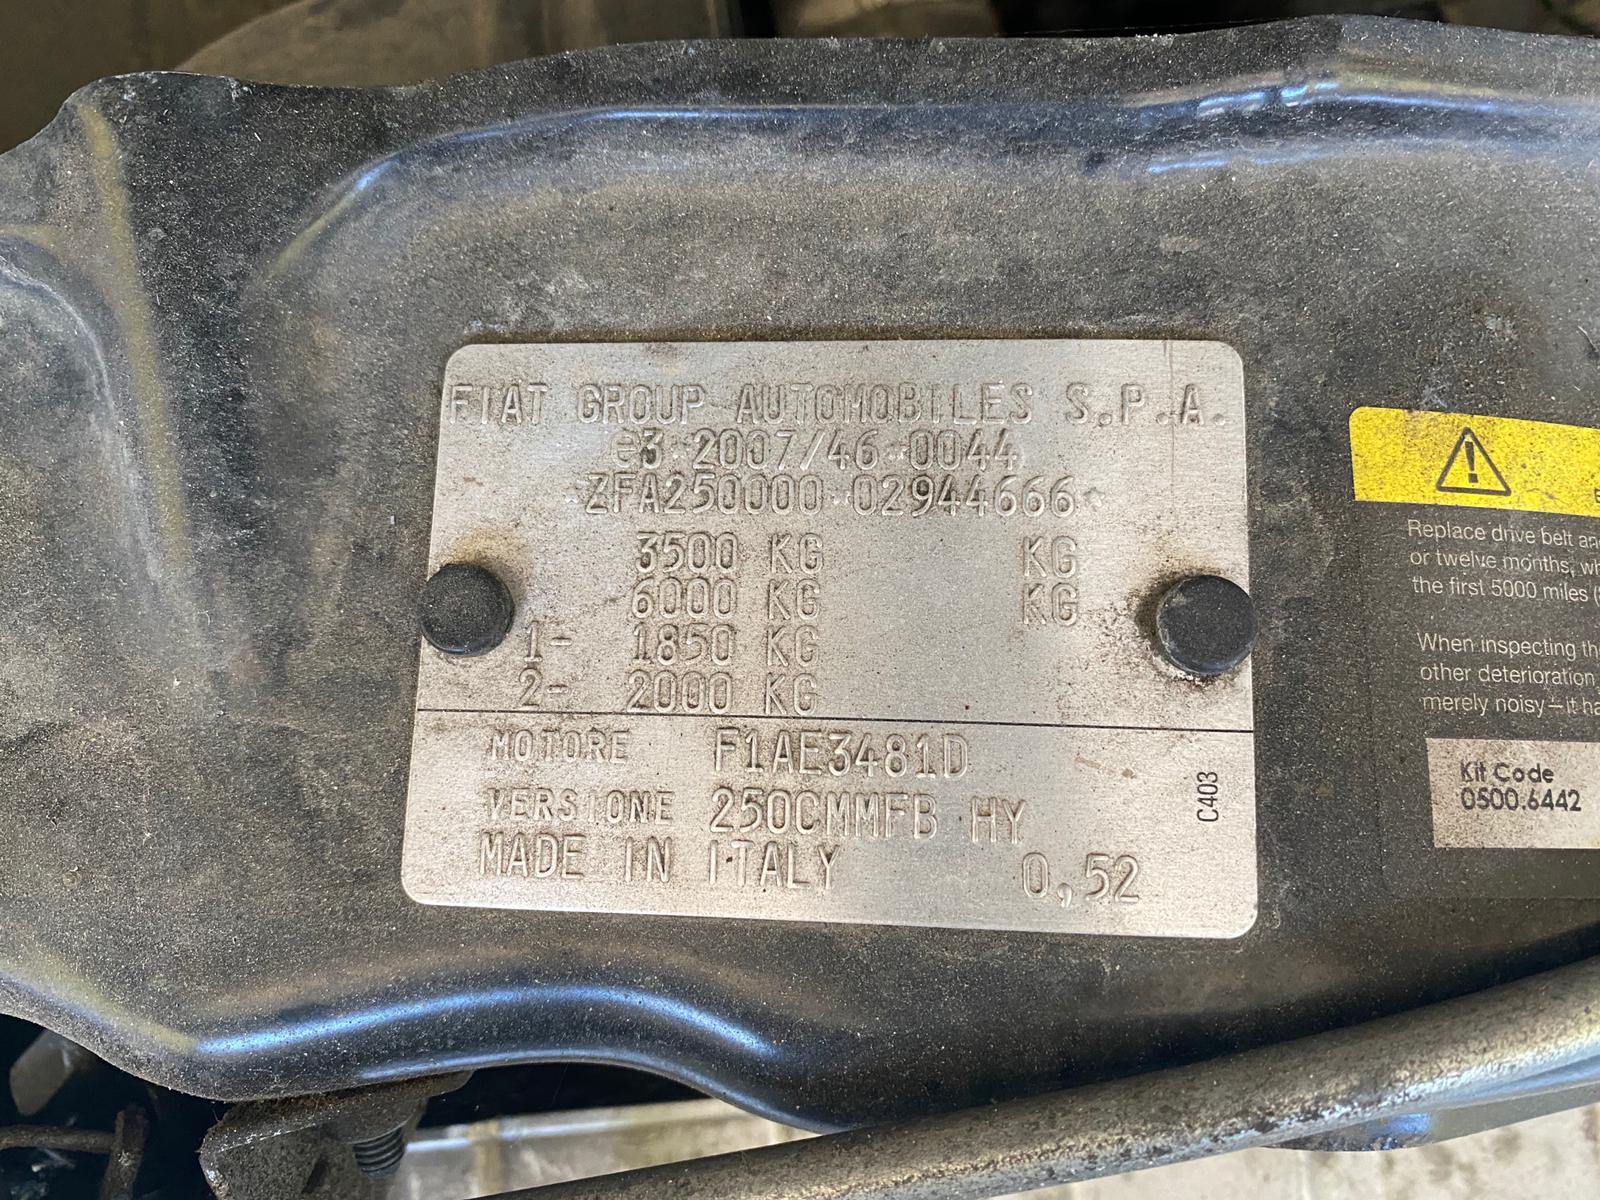 FIAT GROUP AUTOMOBILES S.P.A.
e3*2007/46*0044
*ZFA250000*02944666*
3500 KG KG
6000 KG KG
1- 1850 KG
2- 2000 KG
MOTORE F1AE3481D
VERSIONE 250CMMFB HY
MADE IN ITALY 0,52
C403
Replace drive belt
or twelve months,
the first 5000 miles
When inspecting
other deterioration
merely noisy – it
Kit Code
0500.6442